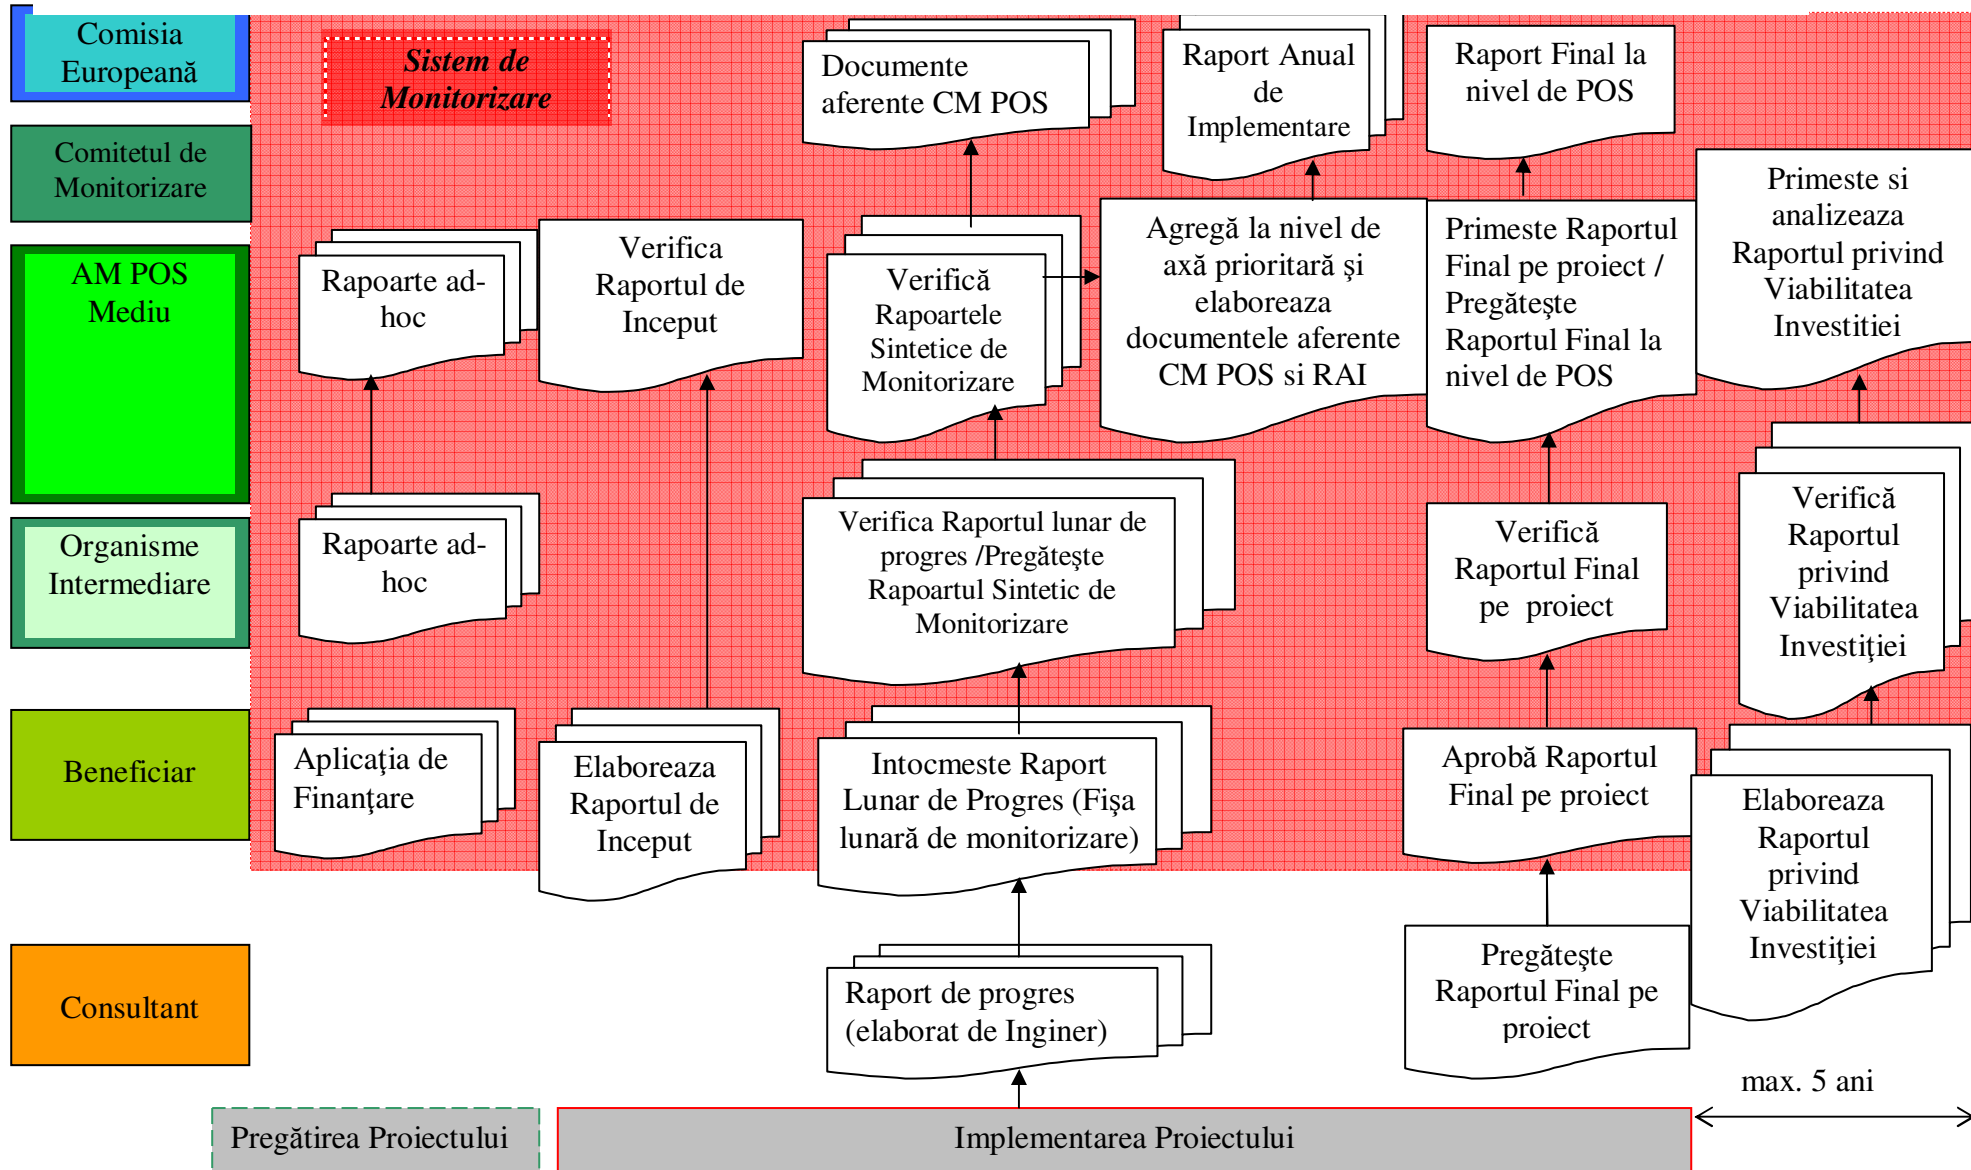 Comisia
Europeană
Sistem de
Monitorizare
Documente
aferente CM POS
Raport Anual
de
Implementare
Raport Final la
nivel de POS
Comitetul de
Monitorizare
AM POS
Mediu
Rapoarte ad-
hoc
Verifica
Raportul de
Inceput
Verifică
Rapoartele
Sintetice de
Monitorizare
Agregă la nivel de
axă prioritară şi
elaboreaza
documentele aferente
CM POS si RAI
Primeste Raportul
Final pe proiect /
Pregăteşte
Raportul Final la
nivel de POS
Primeste si
analizeaza
Raportul privind
Viabilitatea
Investitiei
Organisme
Intermediare
Rapoarte ad-
hoc
Verifica Raportul lunar de
progres /Pregăteşte
Rapoartul Sintetic de
Monitorizare
Verifică
Raportul Final
pe proiect
Verifică
Raportul
privind
Viabilitatea
Investiţiei
Beneficiar
Aplicaţia de
Finanţare
Elaboreaza
Raportul de
Inceput
Intocmeste Raport
Lunar de Progres (Fişa
lunară de monitorizare)
Aprobă Raportul
Final pe proiect
Elaboreaza
Raportul
privind
Viabilitatea
Investiţiei
Consultant
Raport de progres
(elaborat de Inginer)
Pregăteşte
Raportul Final pe
proiect
max. 5 ani
Pregătirea Proiectului
Implementarea Proiectului